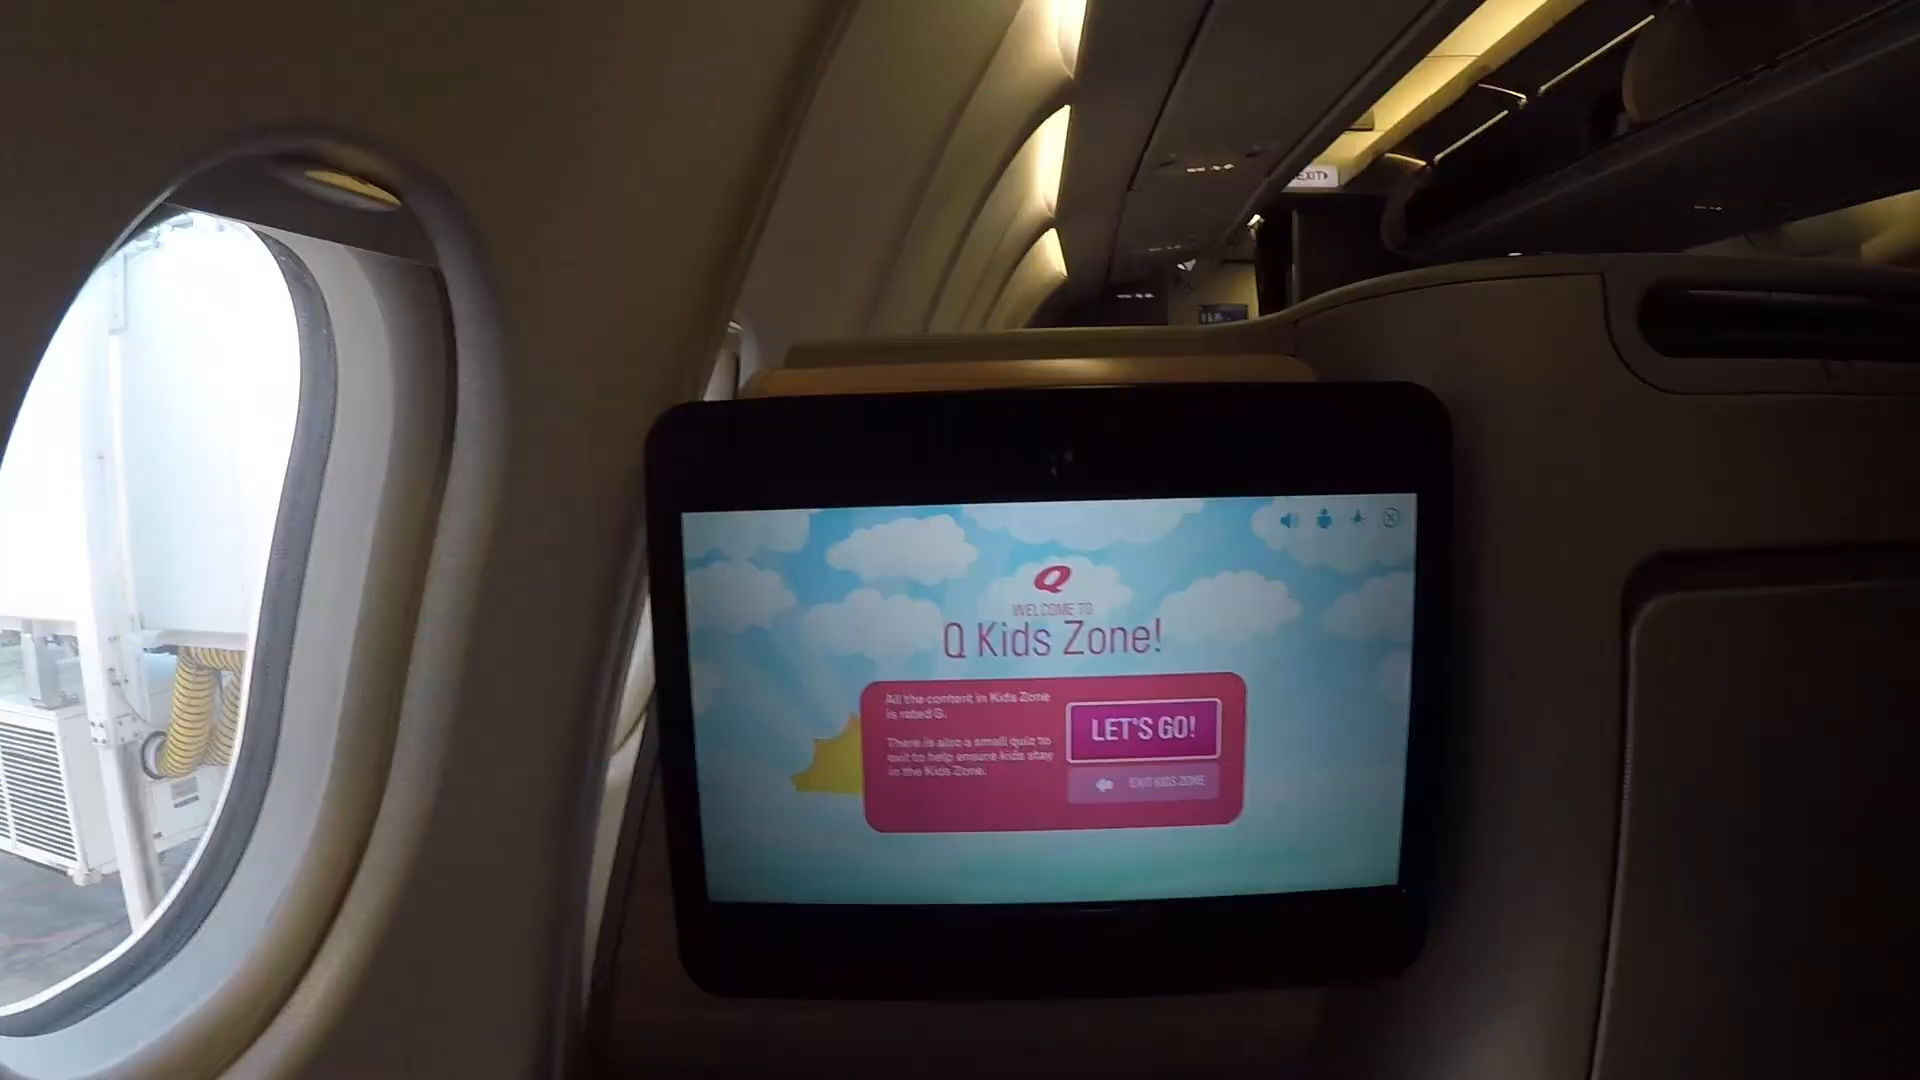 EXIT
Q
WELCOME TO
Q Kids Zone!
All the content in Kids Zone
is rated G.
There is also a small quiz to
exit to help ensure kids stay
in the Kids Zone.
LET'S GO!
EXIT KIDS ZONE